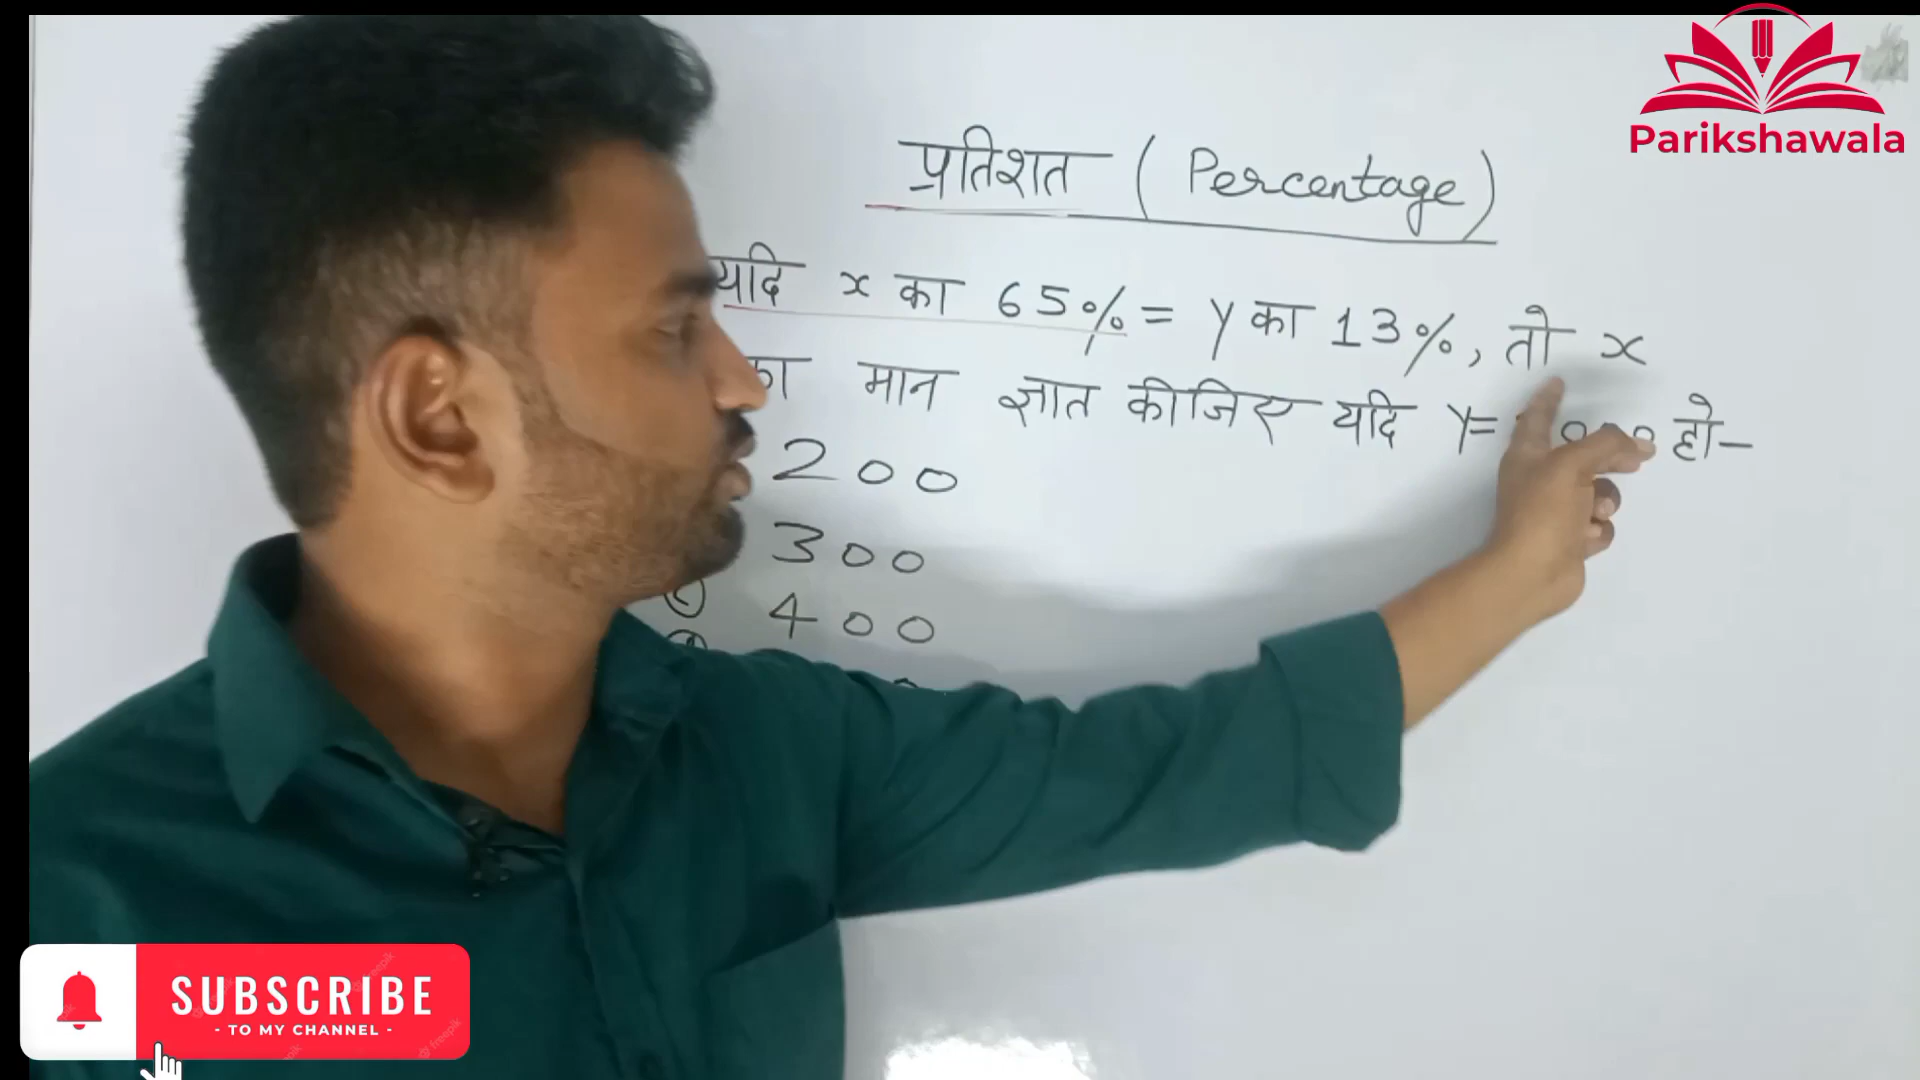 Parikshawala
प्रतिशत ( Percentage )
यदि x का 65% = y का 13%, तो x
का मान ज्ञात कीजिए यदि y= हो-
200
300
400
SUBSCRIBE
- TO MY CHANNEL -